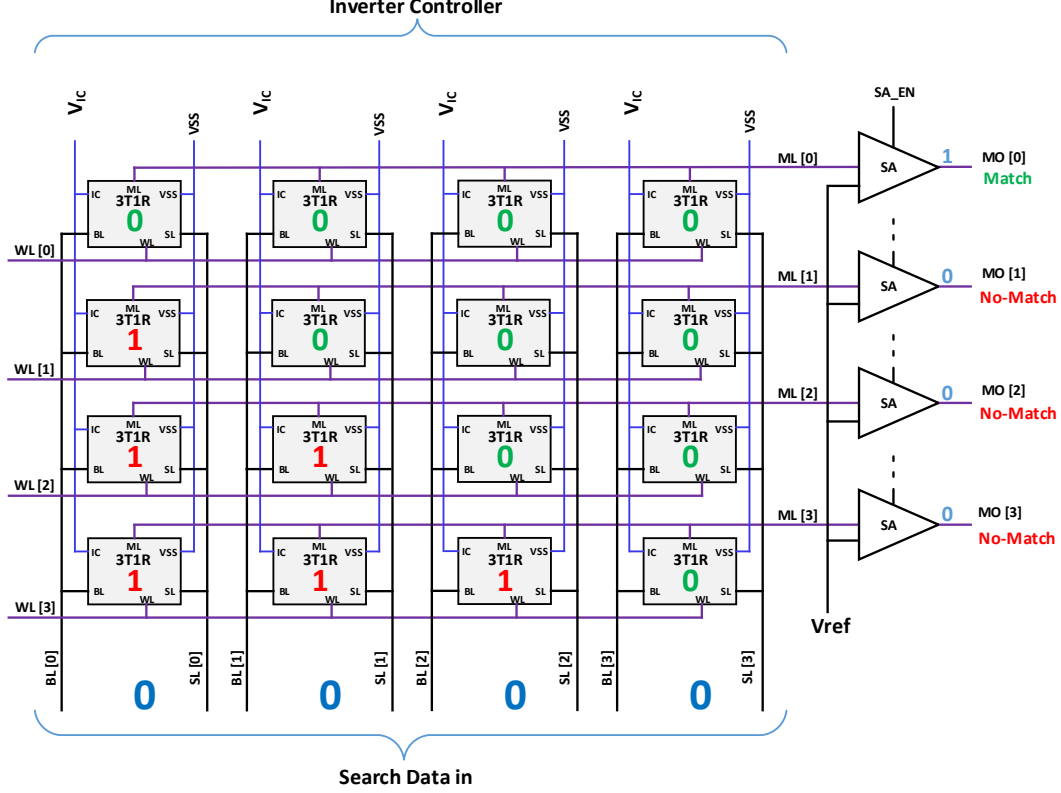 Inverter Controller
VIC VSS VIC VSS VIC VSS VIC VSS SA_EN
ML [0] SA 1 MO [0]
Match
IC ML VSS IC ML VSS IC ML VSS IC ML VSS
3T1R 3T1R 3T1R 3T1R
0 0 0 0
BL WL SL BL WL SL BL WL SL BL WL SL
WL [0]
ML [1] SA 0 MO [1]
No-Match
IC ML VSS IC ML VSS IC ML VSS IC ML VSS
3T1R 3T1R 3T1R 3T1R
1 0 0 0
BL WL SL BL WL SL BL WL SL BL WL SL
WL [1]
ML [2] SA 0 MO [2]
No-Match
IC ML VSS IC ML VSS IC ML VSS IC ML VSS
3T1R 3T1R 3T1R 3T1R
1 1 0 0
BL WL SL BL WL SL BL WL SL BL WL SL
WL [2]
ML [3] SA 0 MO [3]
No-Match
IC ML VSS IC ML VSS IC ML VSS IC ML VSS
3T1R 3T1R 3T1R 3T1R
1 1 1 0
BL WL SL BL WL SL BL WL SL BL WL SL
WL [3]
Vref
BL [0] SL [0] BL [1] SL [1] BL [2] SL [2] BL [3] SL [3]
0 0 0 0
Search Data in